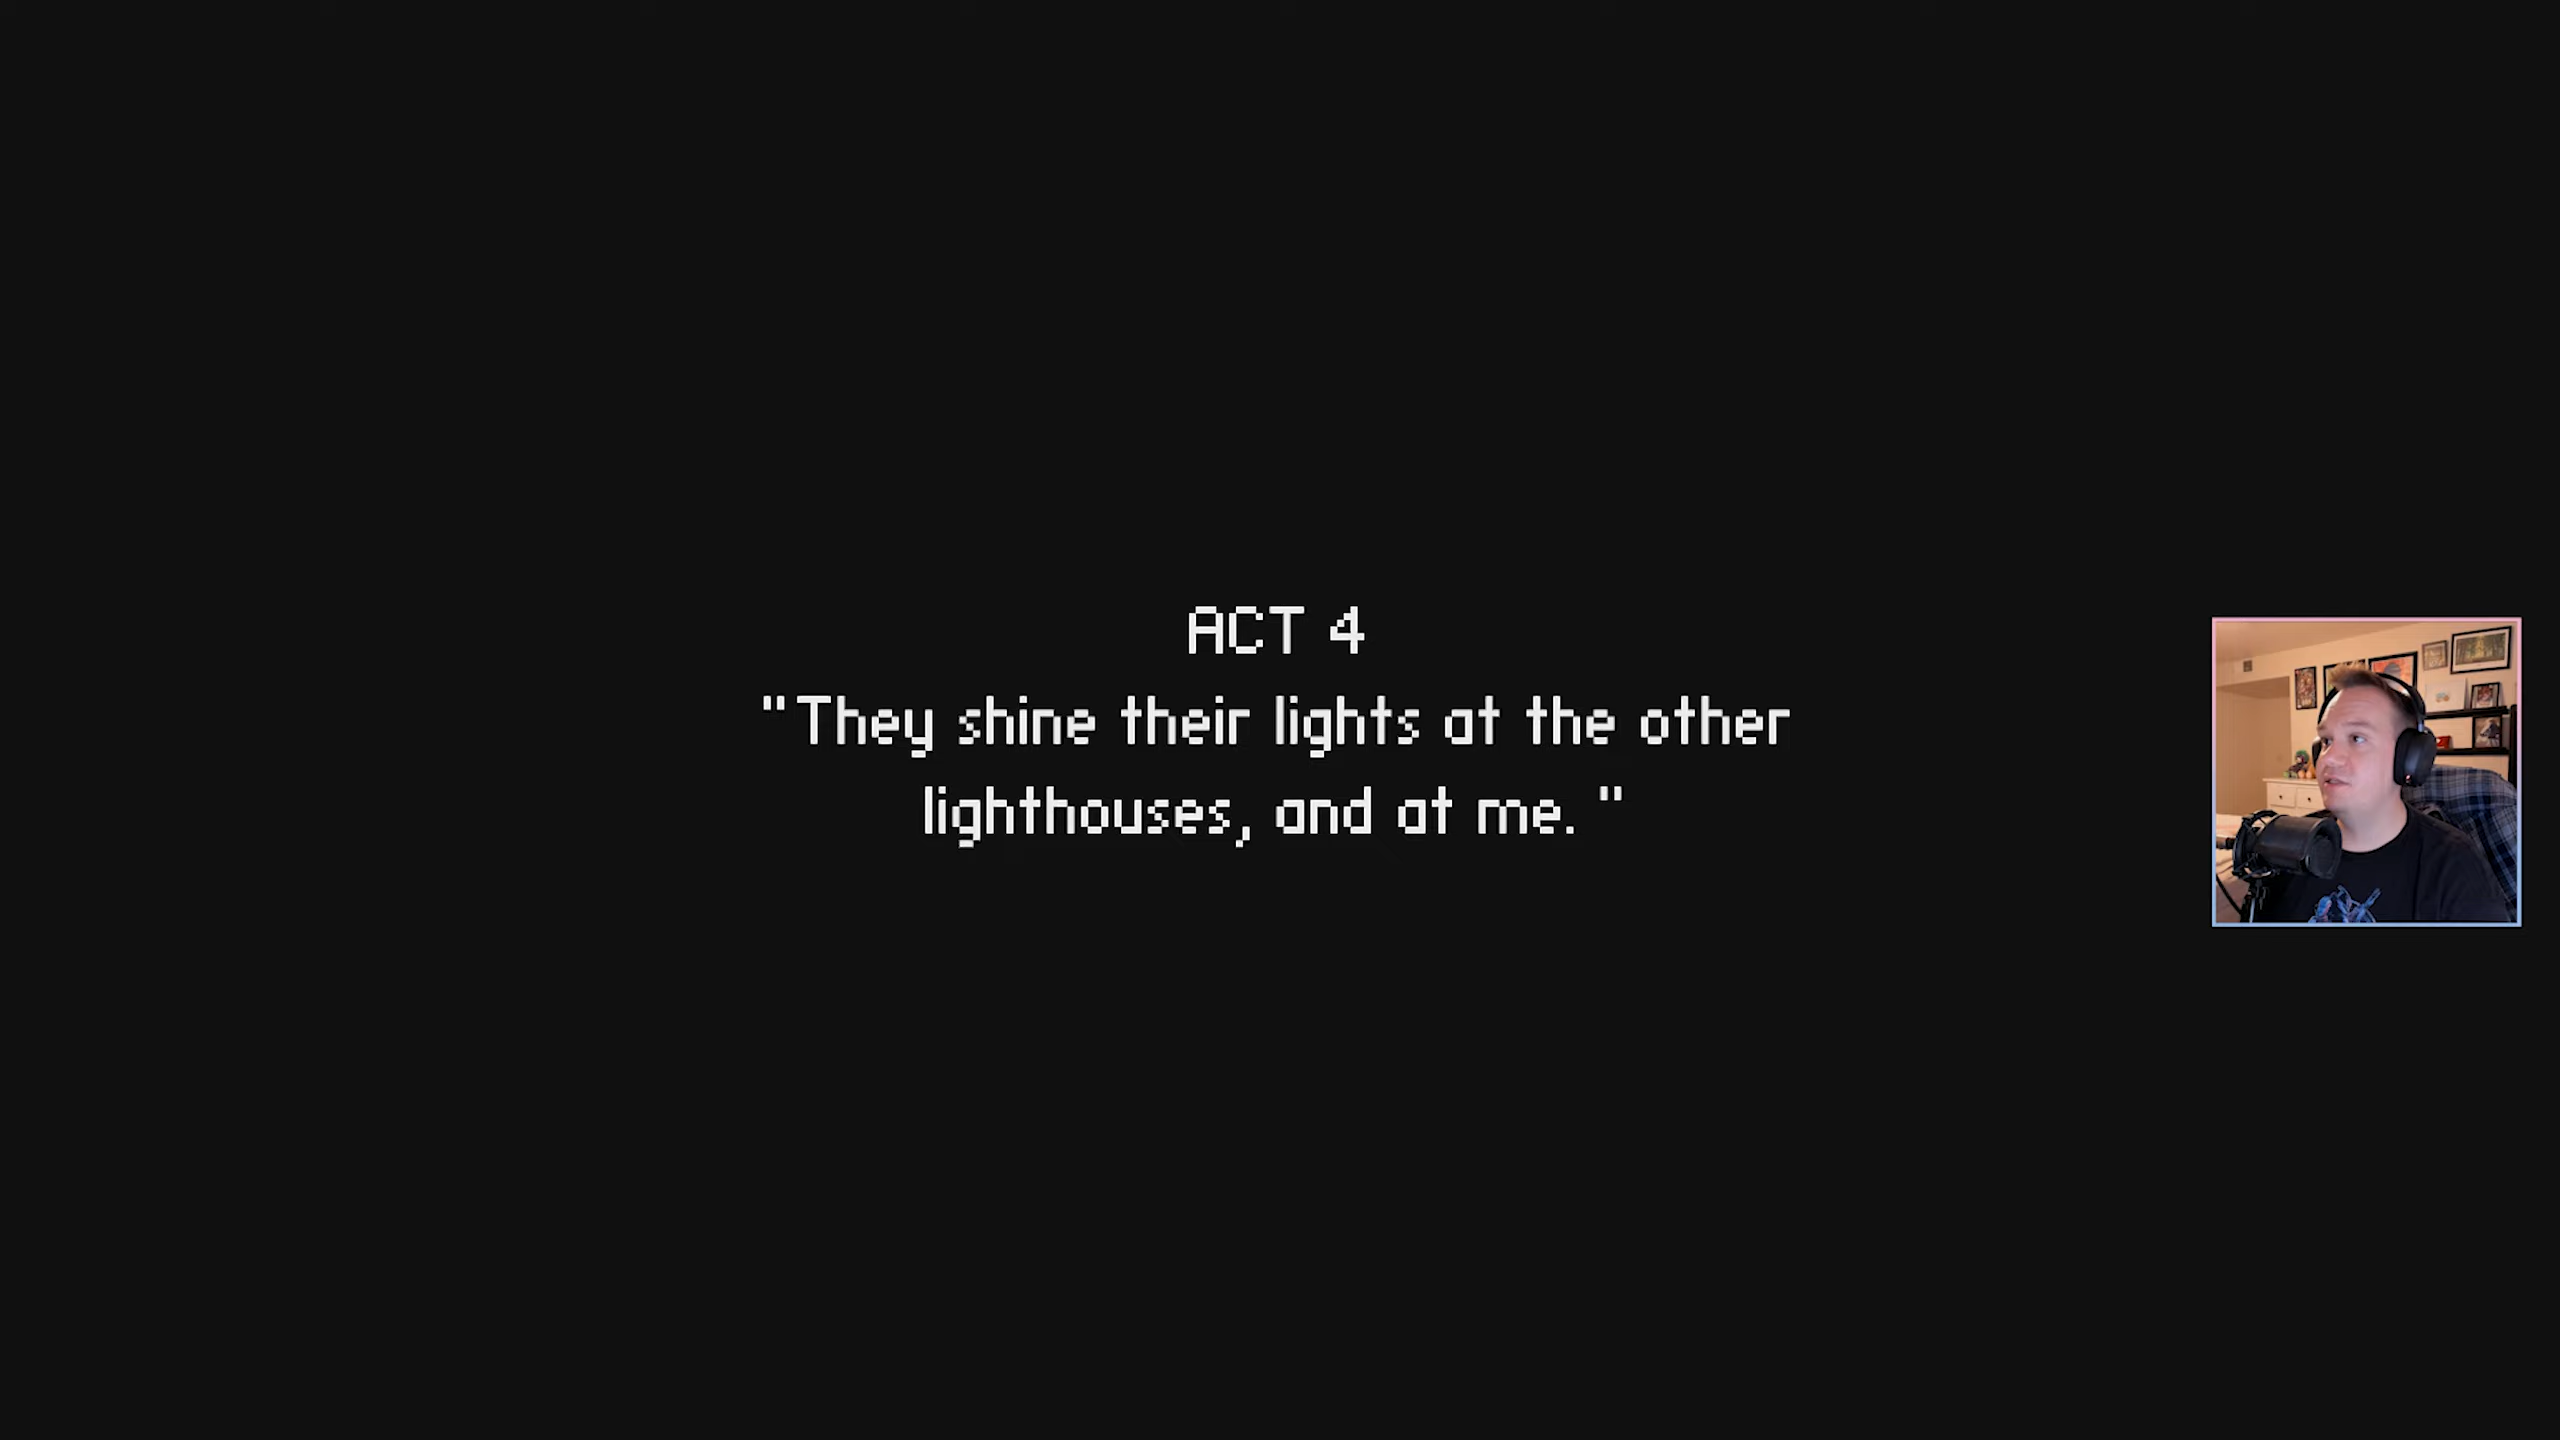 ACT 4
"They shine their lights at the other
lighthouses, and at me. "